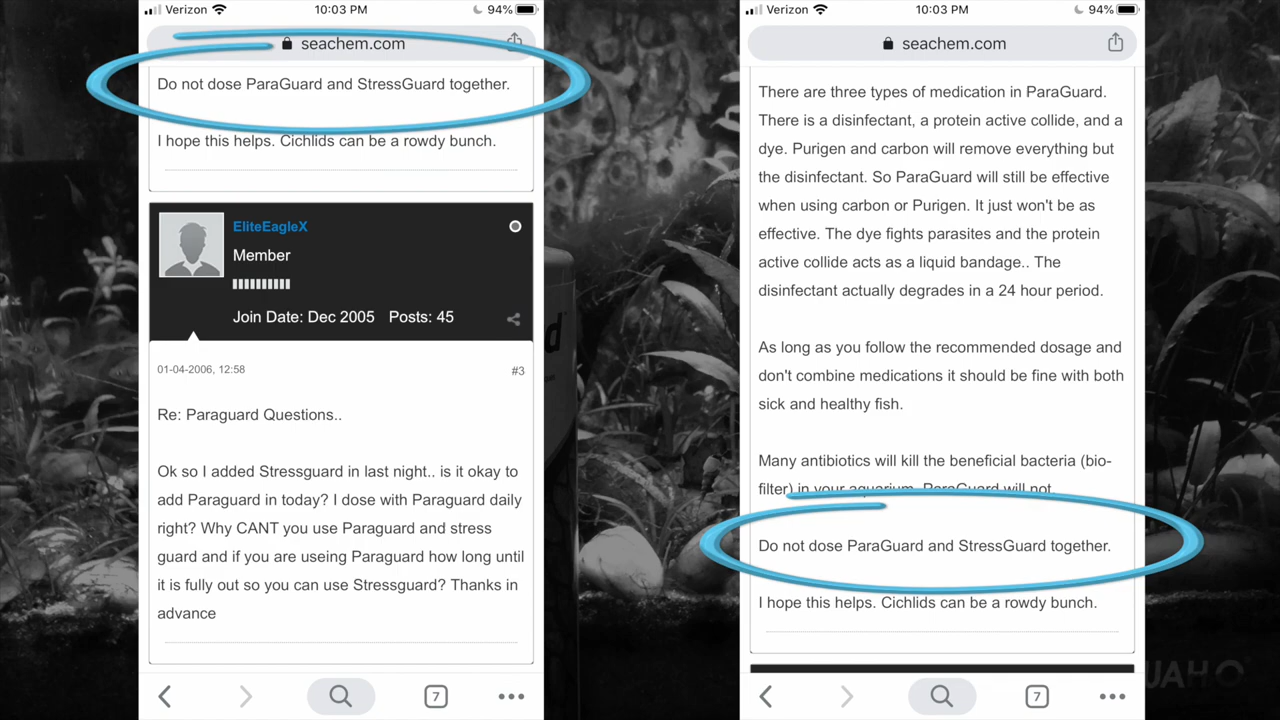 Verizon 10:03 PM 94%
seachem.com
Do not dose ParaGuard and StressGuard together.
I hope this helps. Cichlids can be a rowdy bunch.
EliteEagleX
Member
Join Date: Dec 2005 Posts: 45
01-04-2006, 12:58
#3
Re: Paraguard Questions..
Ok so I added Stressguard in last night.. is it okay to
add Paraguard in today? I dose with Paraguard daily
right? Why CANT you use Paraguard and stress
guard and if you are useing Paraguard how long until
it is fully out so you can use Stressguard? Thanks in
advance
7
Verizon 10:03 PM 94%
seachem.com
There are three types of medication in ParaGuard.
There is a disinfectant, a protein active collide, and a
dye. Purigen and carbon will remove everything but
the disinfectant. So ParaGuard will still be effective
when using carbon or Purigen. It just won't be as
effective. The dye fights parasites and the protein
active collide acts as a liquid bandage.. The
disinfectant actually degrades in a 24 hour period.
As long as you follow the recommended dosage and
don't combine medications it should be fine with both
sick and healthy fish.
Many antibiotics will kill the beneficial bacteria (bio-
filter) in your aquarium. ParaGuard will not.
Do not dose ParaGuard and StressGuard together.
I hope this helps. Cichlids can be a rowdy bunch.
7